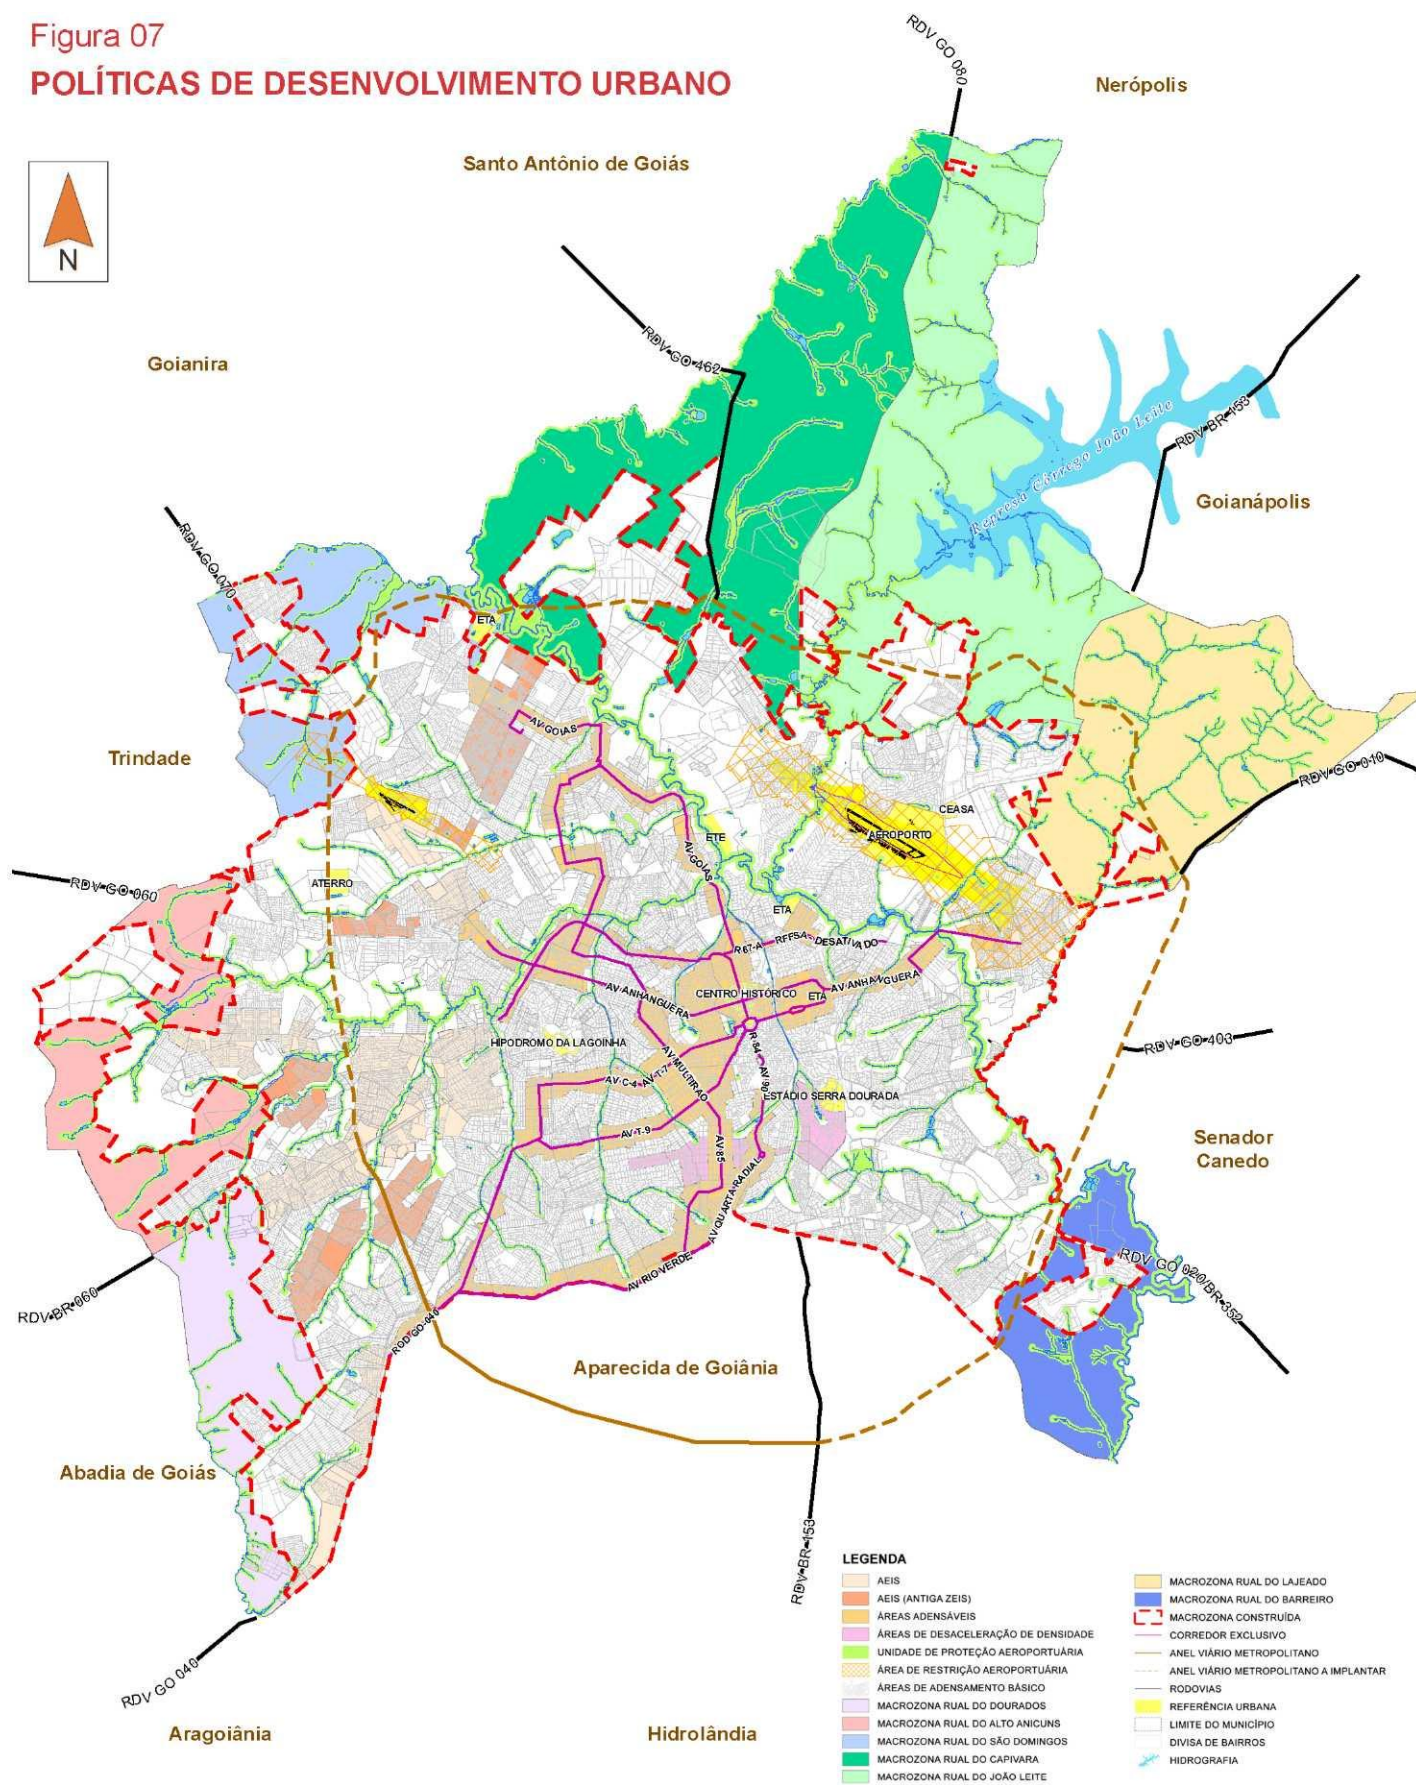 Figura 07
POLÍTICAS DE DESENVOLVIMENTO URBANO
N
RDV GO 080
Nerópolis
Santo Antônio de Goiás
RDV-GO-462
Goianira
RDV-BR-153
Represa Córrego João Leite
Goianápolis
RDV-GO-070
ETA
AV-GOIAS
Trindade
RDV-GO-010
CEASA
AEROPORTO
ETE
AV-GOIAS
RDV-GO-060
ATERRO
ETA
R-67-A
RFFSA- DESATIVADO
AV-ANHANGUERA
AV-ANHANGUERA
CENTRO HISTÓRICO
ETA
HIPODROMO DA LAGOINHA
R-84
AV-90
AV-MULTIRAO
RDV-GO-403
AV-C-4
AV-T-7
ESTÁDIO SERRA DOURADA
AV-T-9
AV-85
Senador
Canedo
AV-QUARTA-RADIAL
AV-RIO-VERDE
RDV GO 020/BR-352
RDV-BR-060
ROD GO-040
Aparecida de Goiânia
Abadia de Goiás
RDV-BR-153
RDV GO 040
Aragoiânia
Hidrolândia
LEGENDA
AEIS
AEIS (ANTIGA ZEIS)
ÁREAS ADENSÁVEIS
ÁREAS DE DESACELERAÇÃO DE DENSIDADE
UNIDADE DE PROTEÇÃO AEROPORTUÁRIA
ÁREA DE RESTRIÇÃO AEROPORTUÁRIA
ÁREAS DE ADENSAMENTO BÁSICO
MACROZONA RUAL DO DOURADOS
MACROZONA RUAL DO ALTO ANICUNS
MACROZONA RUAL DO SÃO DOMINGOS
MACROZONA RUAL DO CAPIVARA
MACROZONA RUAL DO JOÃO LEITE
MACROZONA RUAL DO LAJEADO
MACROZONA RUAL DO BARREIRO
MACROZONA CONSTRUÍDA
CORREDOR EXCLUSIVO
ANEL VIÁRIO METROPOLITANO
ANEL VIÁRIO METROPOLITANO A IMPLANTAR
RODOVIAS
REFERÊNCIA URBANA
LIMITE DO MUNICÍPIO
DIVISA DE BAIRROS
HIDROGRAFIA